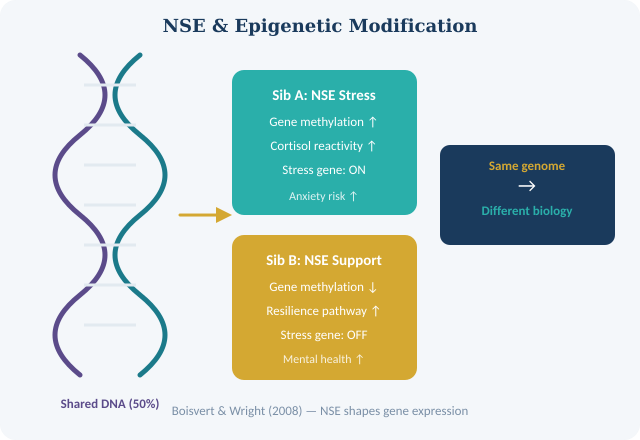 NSE & Epigenetic Modification
Sib A: NSE Stress
Gene methylation ↑
Cortisol reactivity ↑
Stress gene: ON
Anxiety risk ↑
Same genome
→
Different biology
Sib B: NSE Support
Gene methylation ↓
Resilience pathway ↑
Stress gene: OFF
Mental health ↑
Shared DNA (50%)
Boisvert & Wright (2008) — NSE shapes gene expression